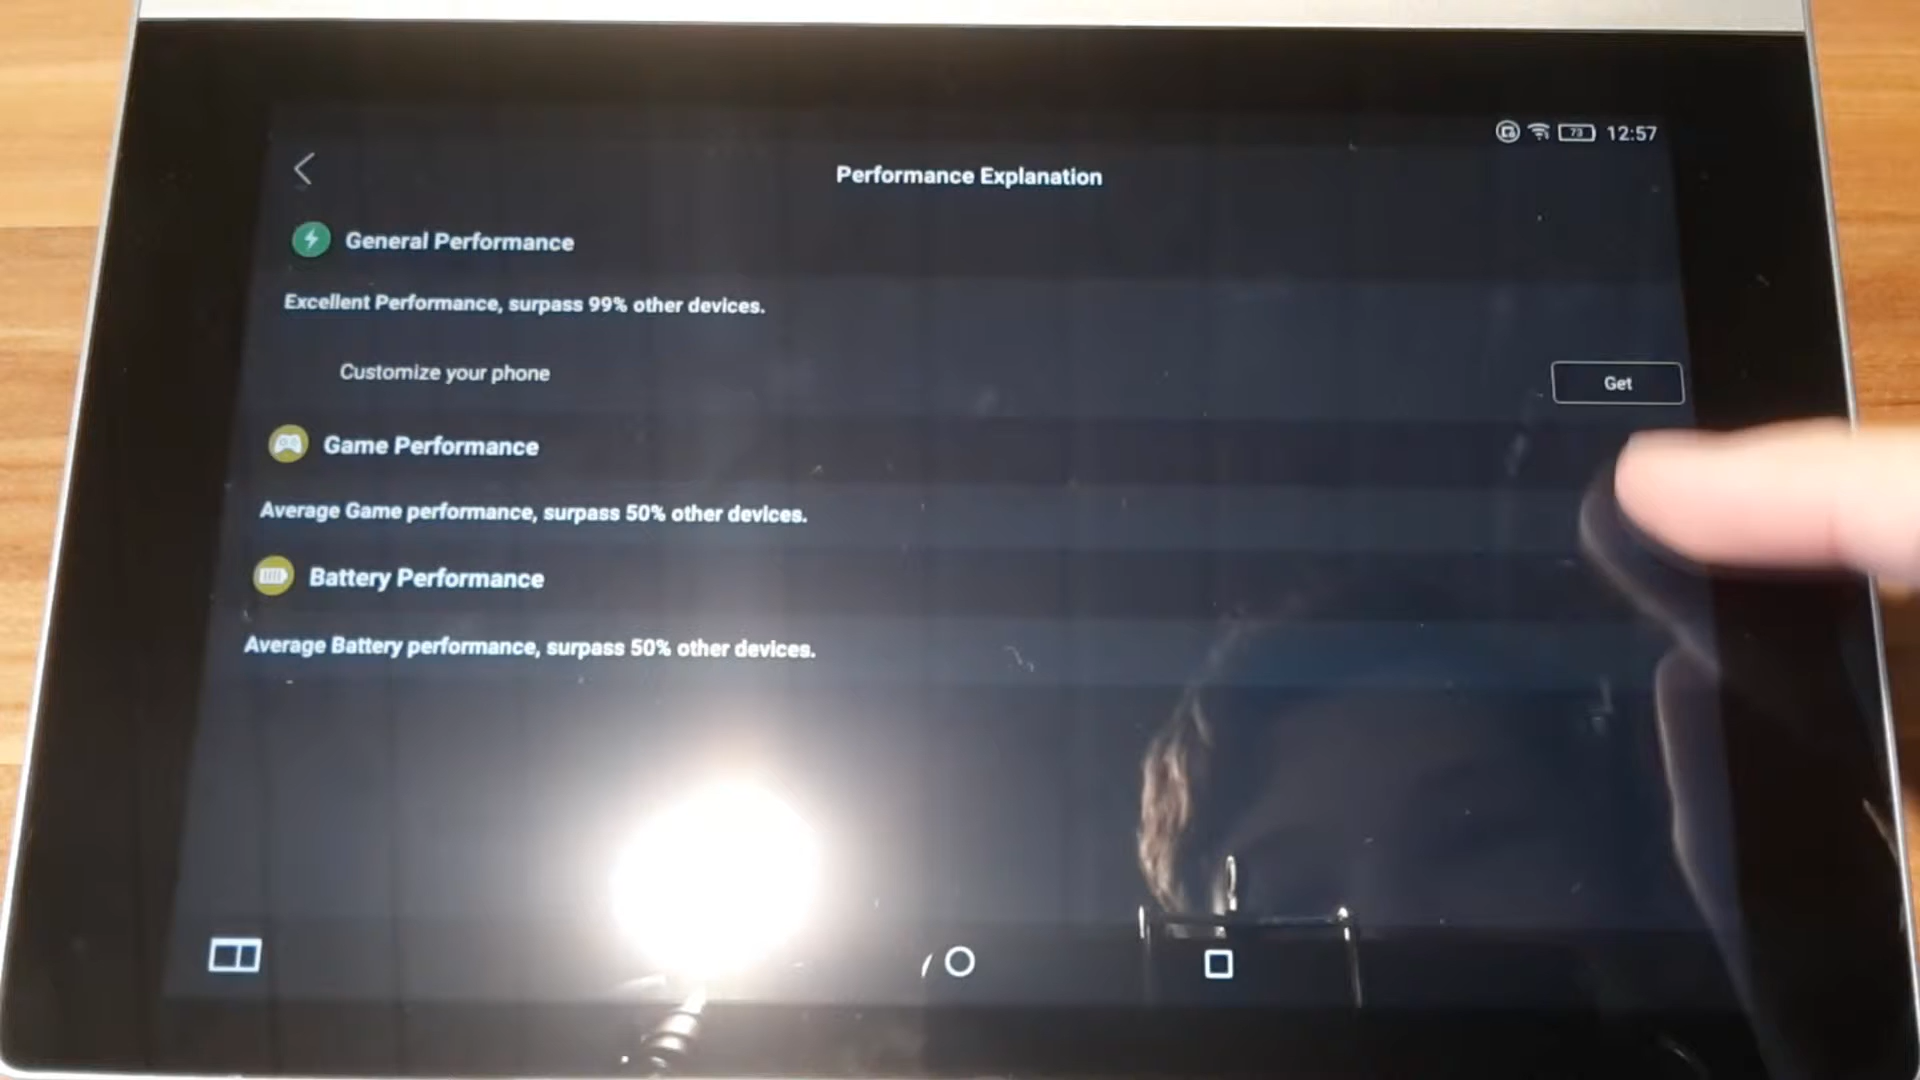 73 12:57
Performance Explanation
General Performance
Excellent Performance, surpass 99% other devices.
Customize your phone
Get
Game Performance
Average Game performance, surpass 50% other devices.
Battery Performance
Average Battery performance, surpass 50% other devices.